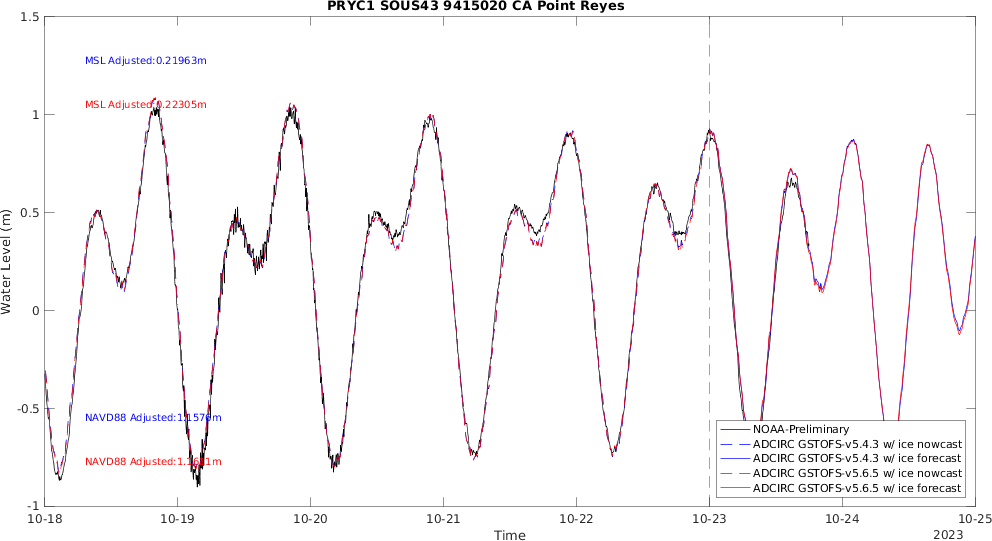 PRYC1 SOUS43 9415020 CA Point Reyes
1.5
MSL Adjusted:0.21963m
MSL Adjusted:0.22305m
1
0.5
Water Level (m)
0
-0.5
NAVD88 Adjusted:
NAVD88 Adjusted:
NOAA-Preliminary
ADCIRC GSTOFS-v5.4.3 w/ ice nowcast
ADCIRC GSTOFS-v5.4.3 w/ ice forecast
ADCIRC GSTOFS-v5.6.5 w/ ice nowcast
ADCIRC GSTOFS-v5.6.5 w/ ice forecast
-1
10-18 10-19 10-20 10-21 10-22 10-23 10-24 10-25
Time
2023